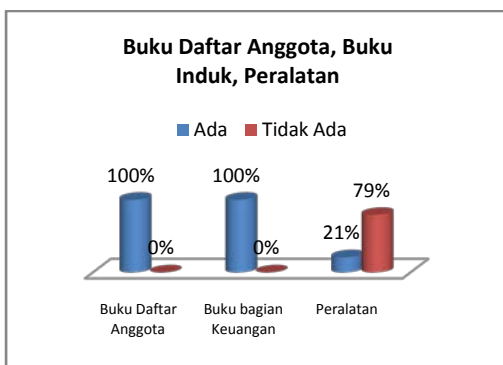 Buku Daftar Anggota, Buku
Induk, Peralatan
Ada Tidak Ada
100% 100% 79%
0% 0% 21%
Buku Daftar Buku bagian Peralatan
Anggota Keuangan